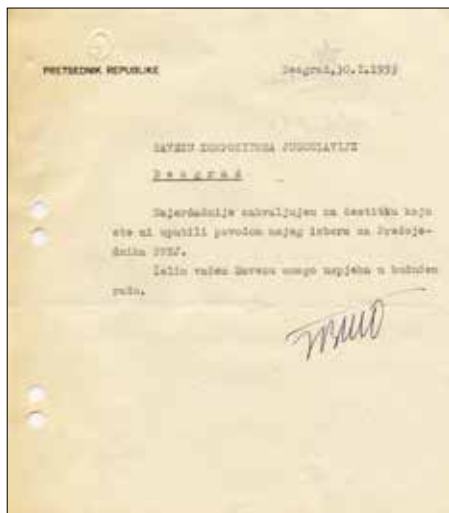 PRETSEDNIK REPUBLIKE
Beograd,30.I.1953
SAVEZU KOMPOZITORA JUGOSLAVIJE
Beograd
Najsrdačnije zahvaljujem na čestitki koju
ste mi uputili povodom mojeg izbora za Predsje-
dnika FNRJ.
Želim vašem Savezu mnogo uspjeha u budućem
radu.